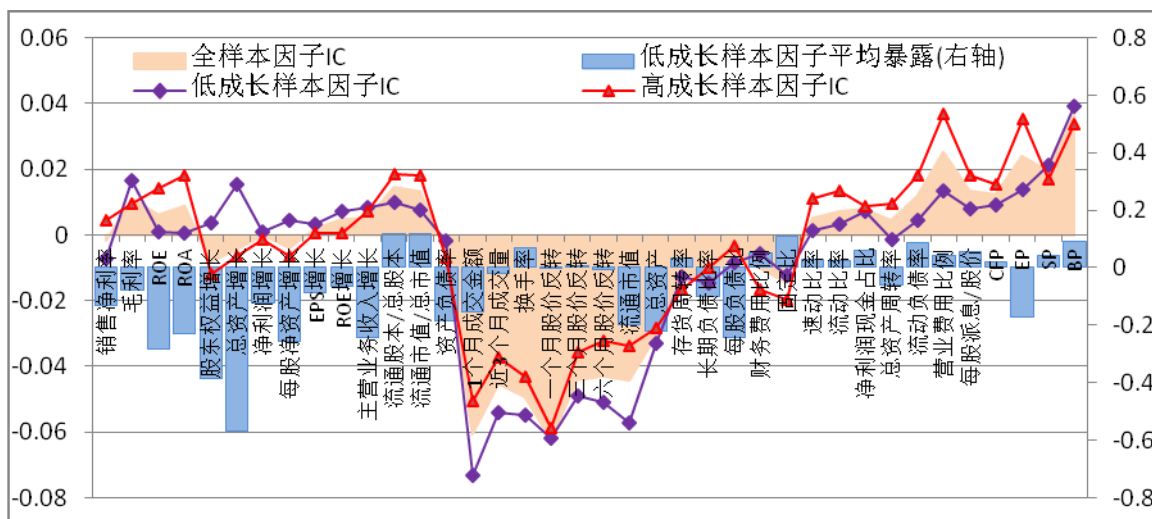 0.06
0.04
0.02
0
-0.02
-0.04
-0.06
-0.08
全样本因子IC
低成长样本因子平均暴露(右轴)
低成长样本因子IC
高成长样本因子IC
0.8
0.6
0.4
0.2
0
-0.2
-0.4
-0.6
-0.8
销售净利率
毛利率
ROE
ROA
股东权益增长
总资产增长
净利润增长
每股净资产增长
EPS增长
ROE增长
主营业务收入增长
流通股本/总股本
流通市值/总市值
资产负债率
1个月成交金额
近3个月成交量
换手率
一个月股价反转
三个月股价反转
六个月股价反转
流通市值
总资产
存货周转率
长期负债比率
每股负债比
财务费用比例
固定比
速动比率
流动比率
净利润现金占比
总资产周转率
流动负债率
营业费用比例
每股派息/股价
CFP
EP
SP
BP